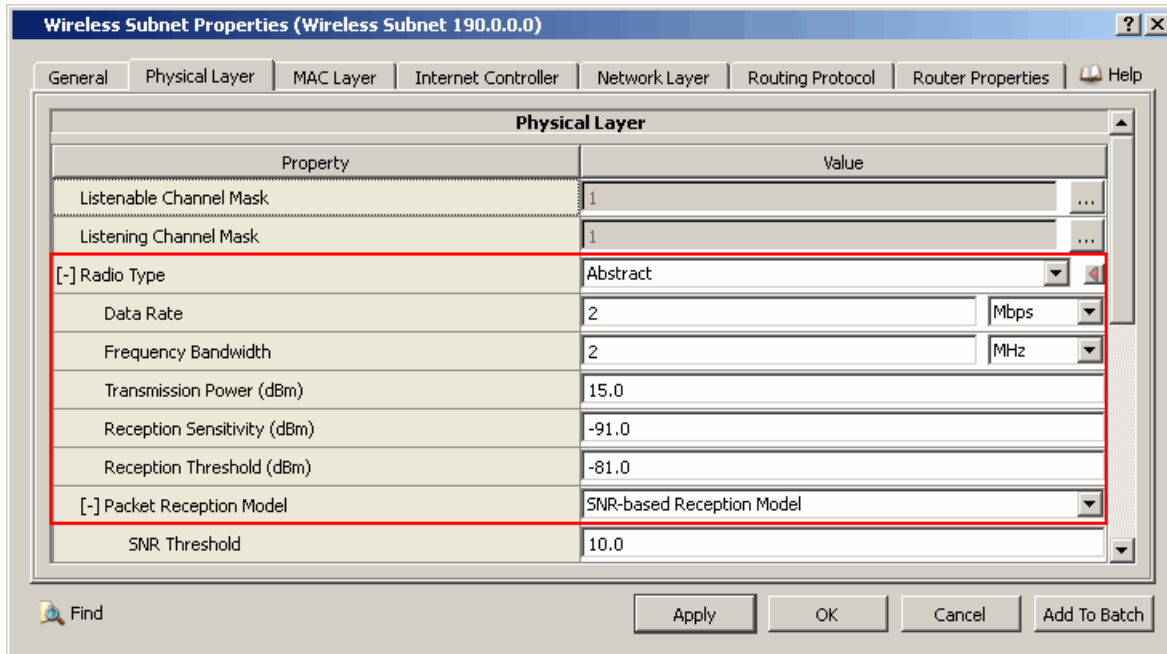 Wireless Subnet Properties (Wireless Subnet 190.0.0.0) ? x
General Physical Layer MAC Layer Internet Controller Network Layer Routing Protocol Router Properties Help
Physical Layer
Property Value
Listenable Channel Mask 1 ...
Listening Channel Mask 1 ...
[-] Radio Type Abstract
Data Rate 2 Mbps
Frequency Bandwidth 2 MHz
Transmission Power (dBm) 15.0
Reception Sensitivity (dBm) -91.0
Reception Threshold (dBm) -81.0
[-] Packet Reception Model SNR-based Reception Model
SNR Threshold 10.0
Find Apply OK Cancel Add To Batch